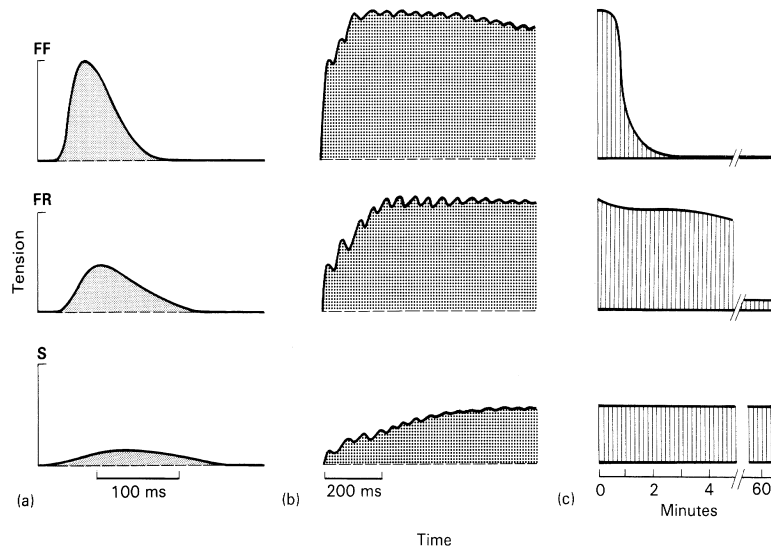 FF
FR
Tension
S
(a)
100 ms
(b)
200 ms
(c)
0 2 4 60
Minutes
Time